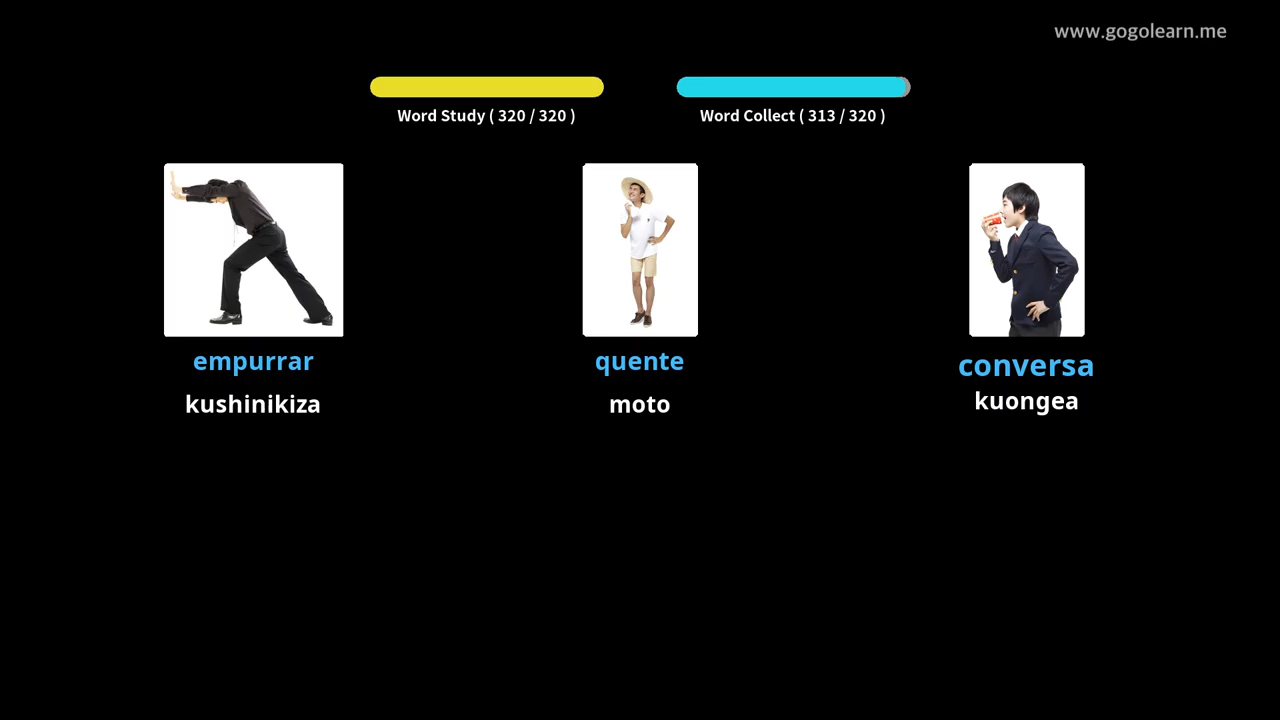 www.gogolearn.me
Word Study ( 320 / 320 )
Word Collect ( 313 / 320 )
empurrar
kushinikiza
quente
moto
conversa
kuongea